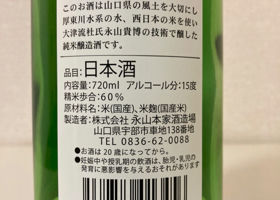 このお酒は山口県の風土を大切にし
厚東川水系の水、西日本の米を使い
大津流杜氏永山貴博の技術で醸した
純米醸造酒です。
品目:日本酒
内容量:720ml アルコール分:15度
精米歩合:60%
原材料名:米(国産)、米麹(国産米)
製造者:株式会社 永山本家酒造場
山口県宇部市車地138番地
TEL 0836-62-0088
●お酒は20歳になってから。
●妊娠中や授乳期の飲酒は、胎児・乳児の
発育に悪影響を与えるおそれがあります